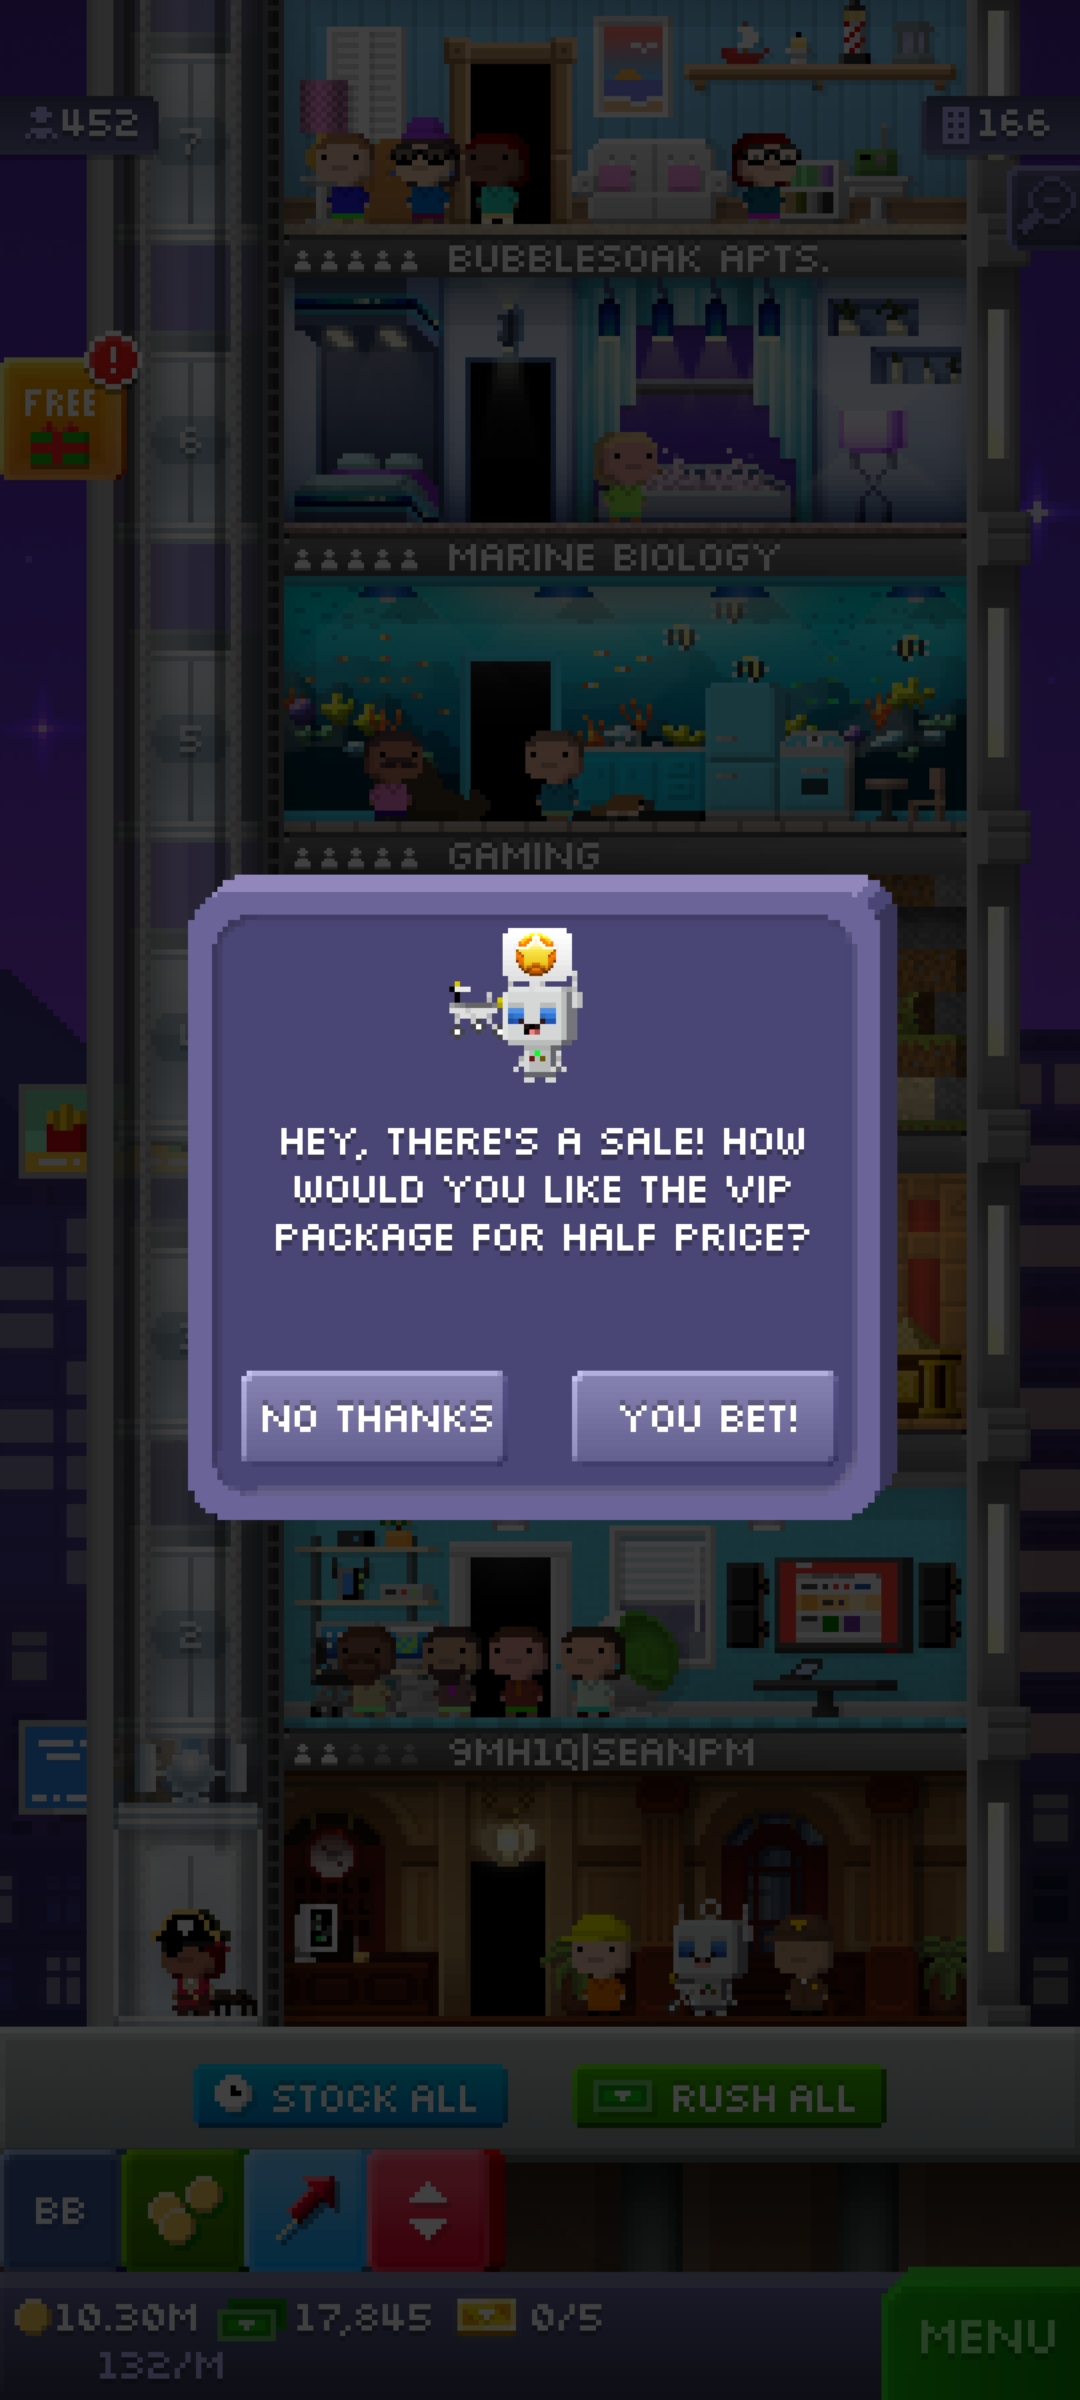 452
7
166
BUBBLESOAK APTS.
FREE
!
6
MARINE BIOLOGY
5
GAMING
HEY, THERE'S A SALE! HOW
WOULD YOU LIKE THE VIP
PACKAGE FOR HALF PRICE?
NO THANKS
YOU BET!
2
9MH1Q|SEANPM
STOCK ALL
RUSH ALL
BB
10.30M
17,845
0/5
132/M
MENU